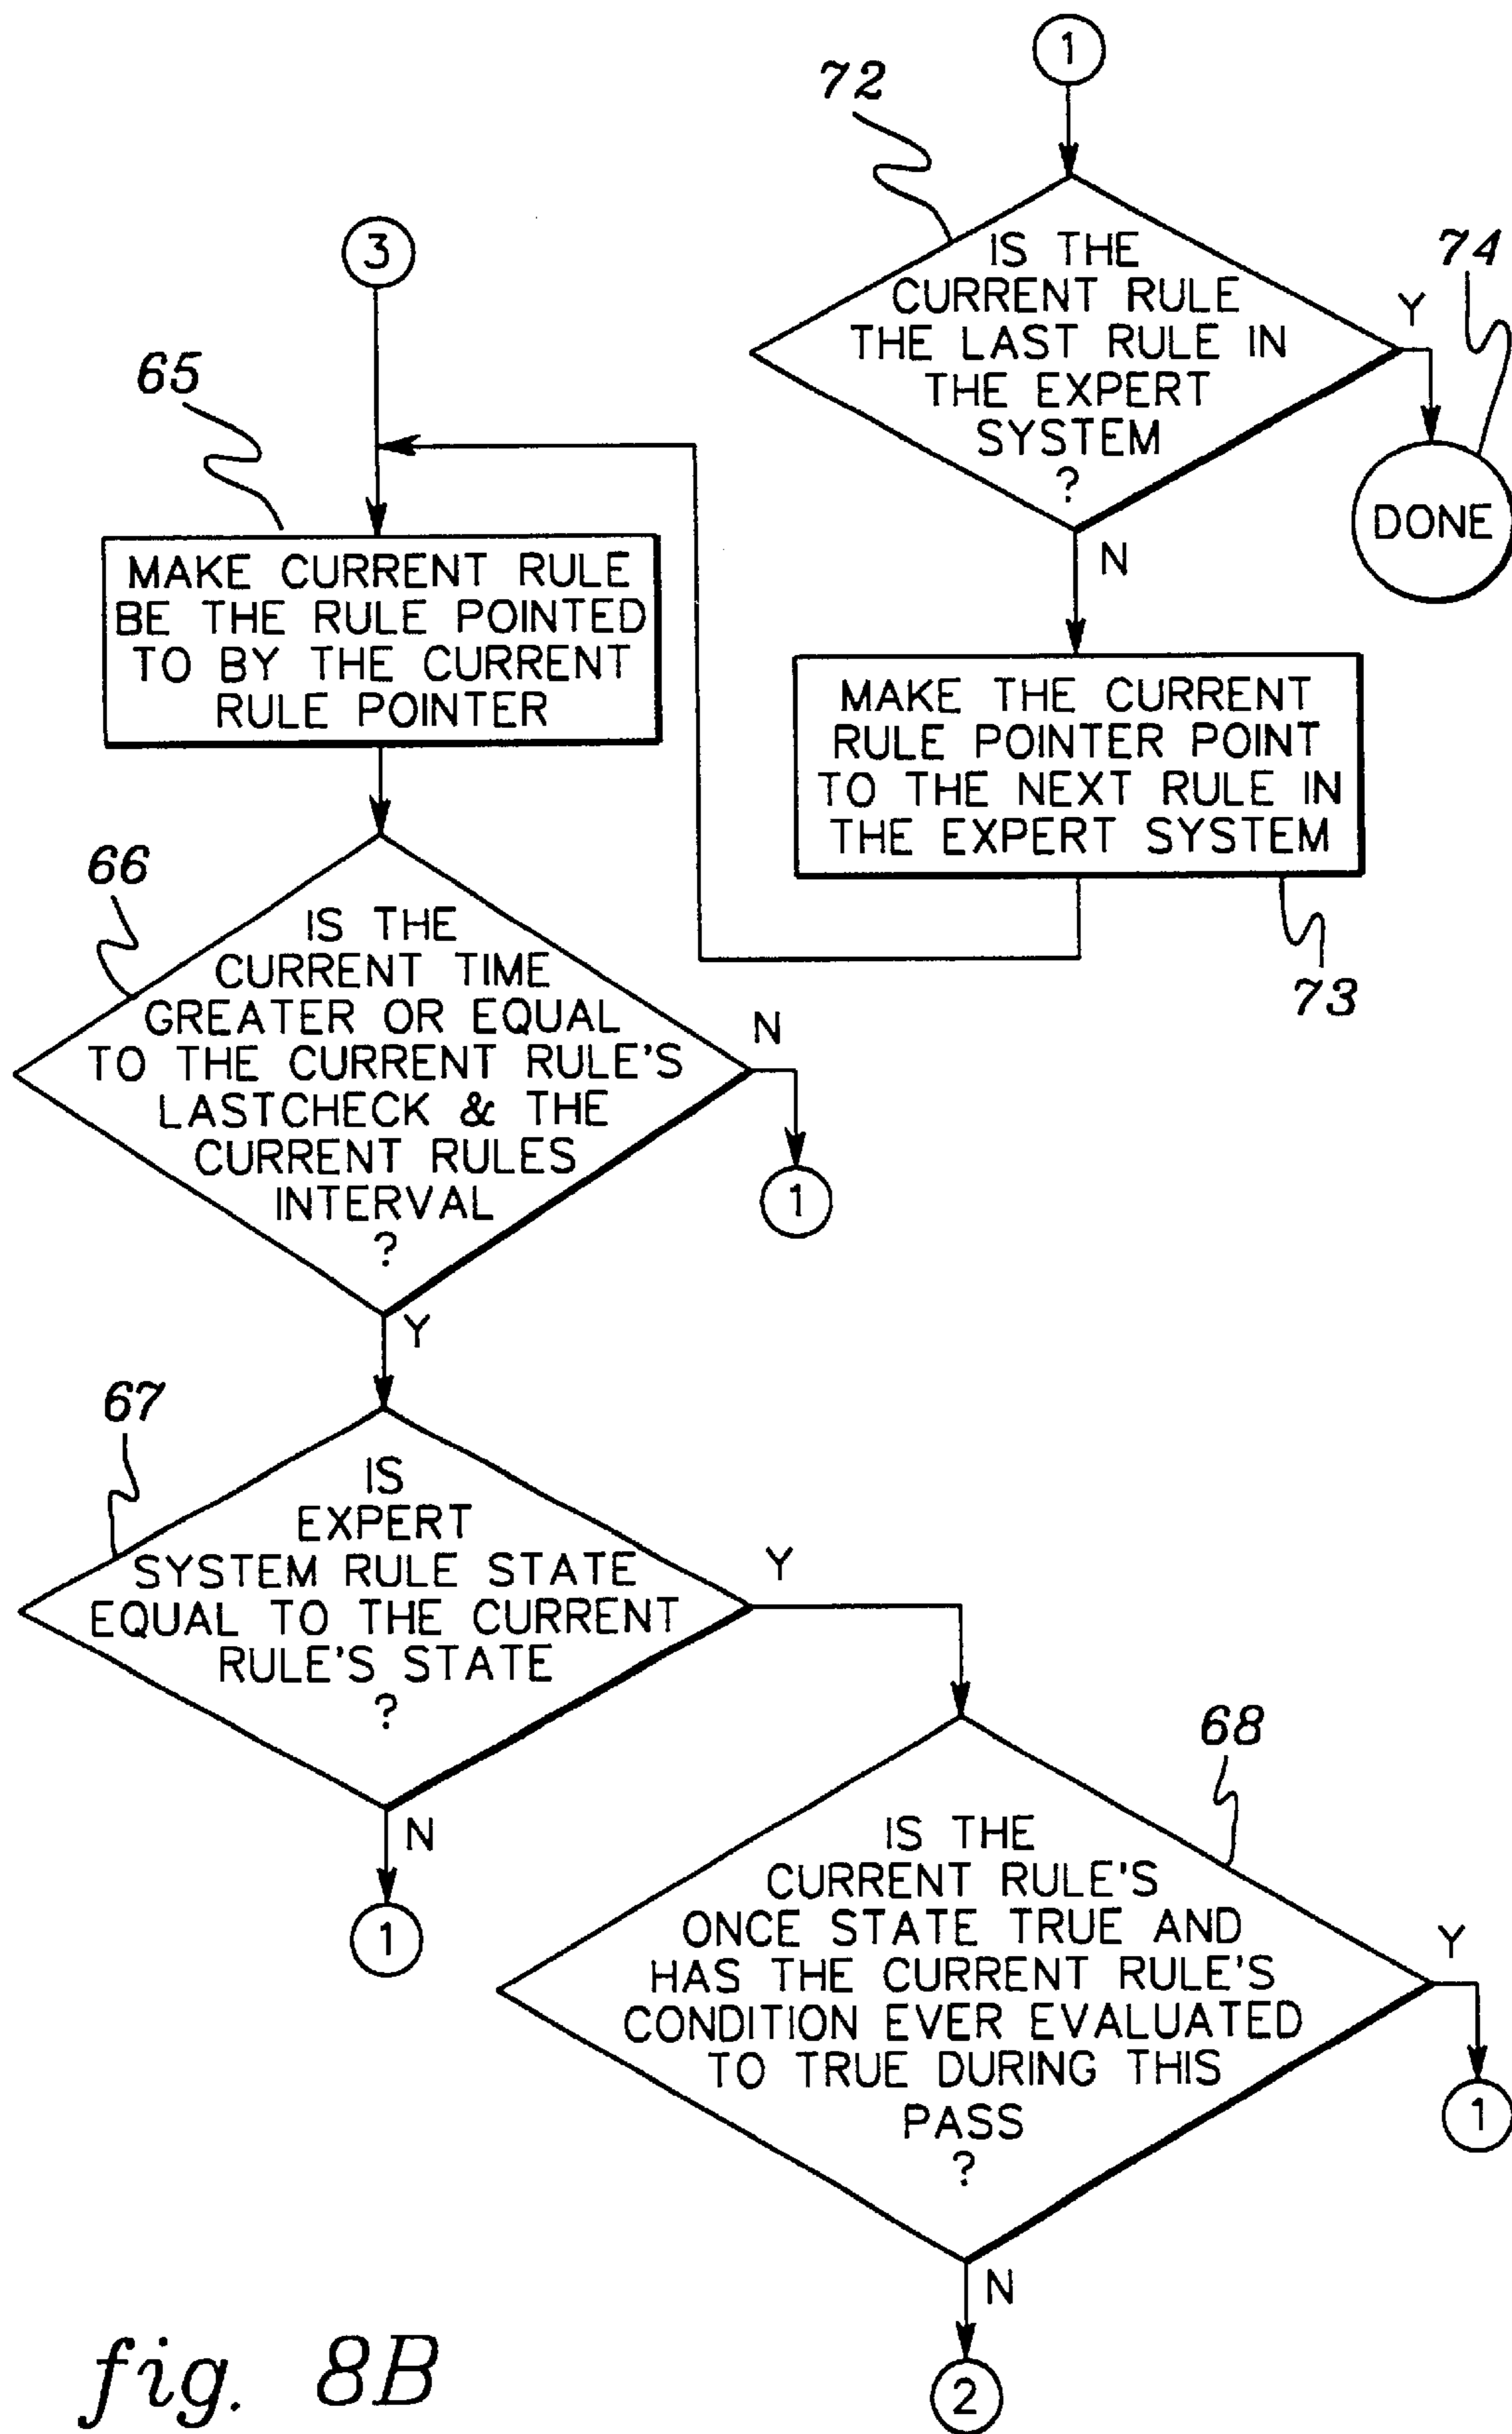 1
72
IS THE
CURRENT RULE
THE LAST RULE IN
THE EXPERT
SYSTEM
?
Y
74
DONE
N
MAKE THE CURRENT
RULE POINTER POINT
TO THE NEXT RULE IN
THE EXPERT SYSTEM
73
3
65
MAKE CURRENT RULE
BE THE RULE POINTED
TO BY THE CURRENT
RULE POINTER
66
IS THE
CURRENT TIME
GREATER OR EQUAL
TO THE CURRENT RULE'S
LASTCHECK & THE
CURRENT RULES
INTERVAL
?
N
1
Y
67
IS
EXPERT
SYSTEM RULE STATE
EQUAL TO THE CURRENT
RULE'S STATE
?
Y
N
1
68
IS THE
CURRENT RULE'S
ONCE STATE TRUE AND
HAS THE CURRENT RULE'S
CONDITION EVER EVALUATED
TO TRUE DURING THIS
PASS
?
Y
1
N
2
fig. 8B